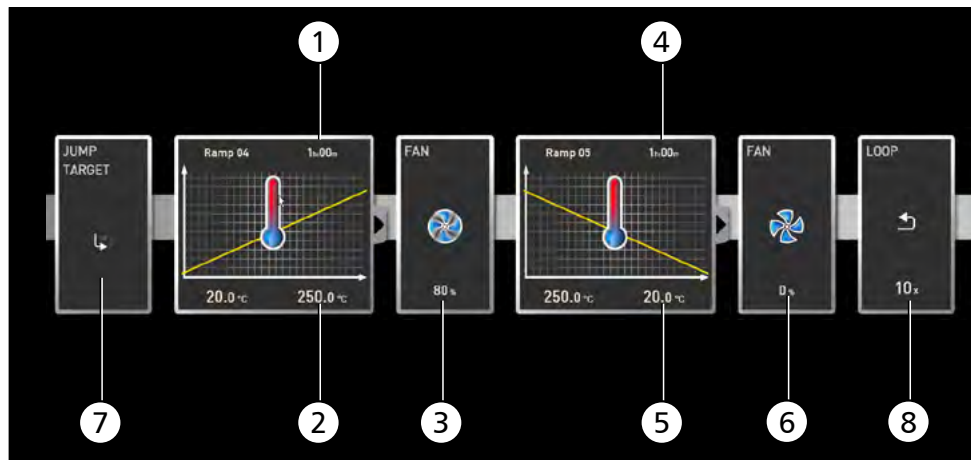 1
4
JUMP
TARGET
Ramp 04 1h00m
20.0 °C 250.0 °C
FAN
80 %
Ramp 05 1h00m
250.0 °C 20.0 °C
FAN
0 %
LOOP
10x
7
2
3
5
6
8